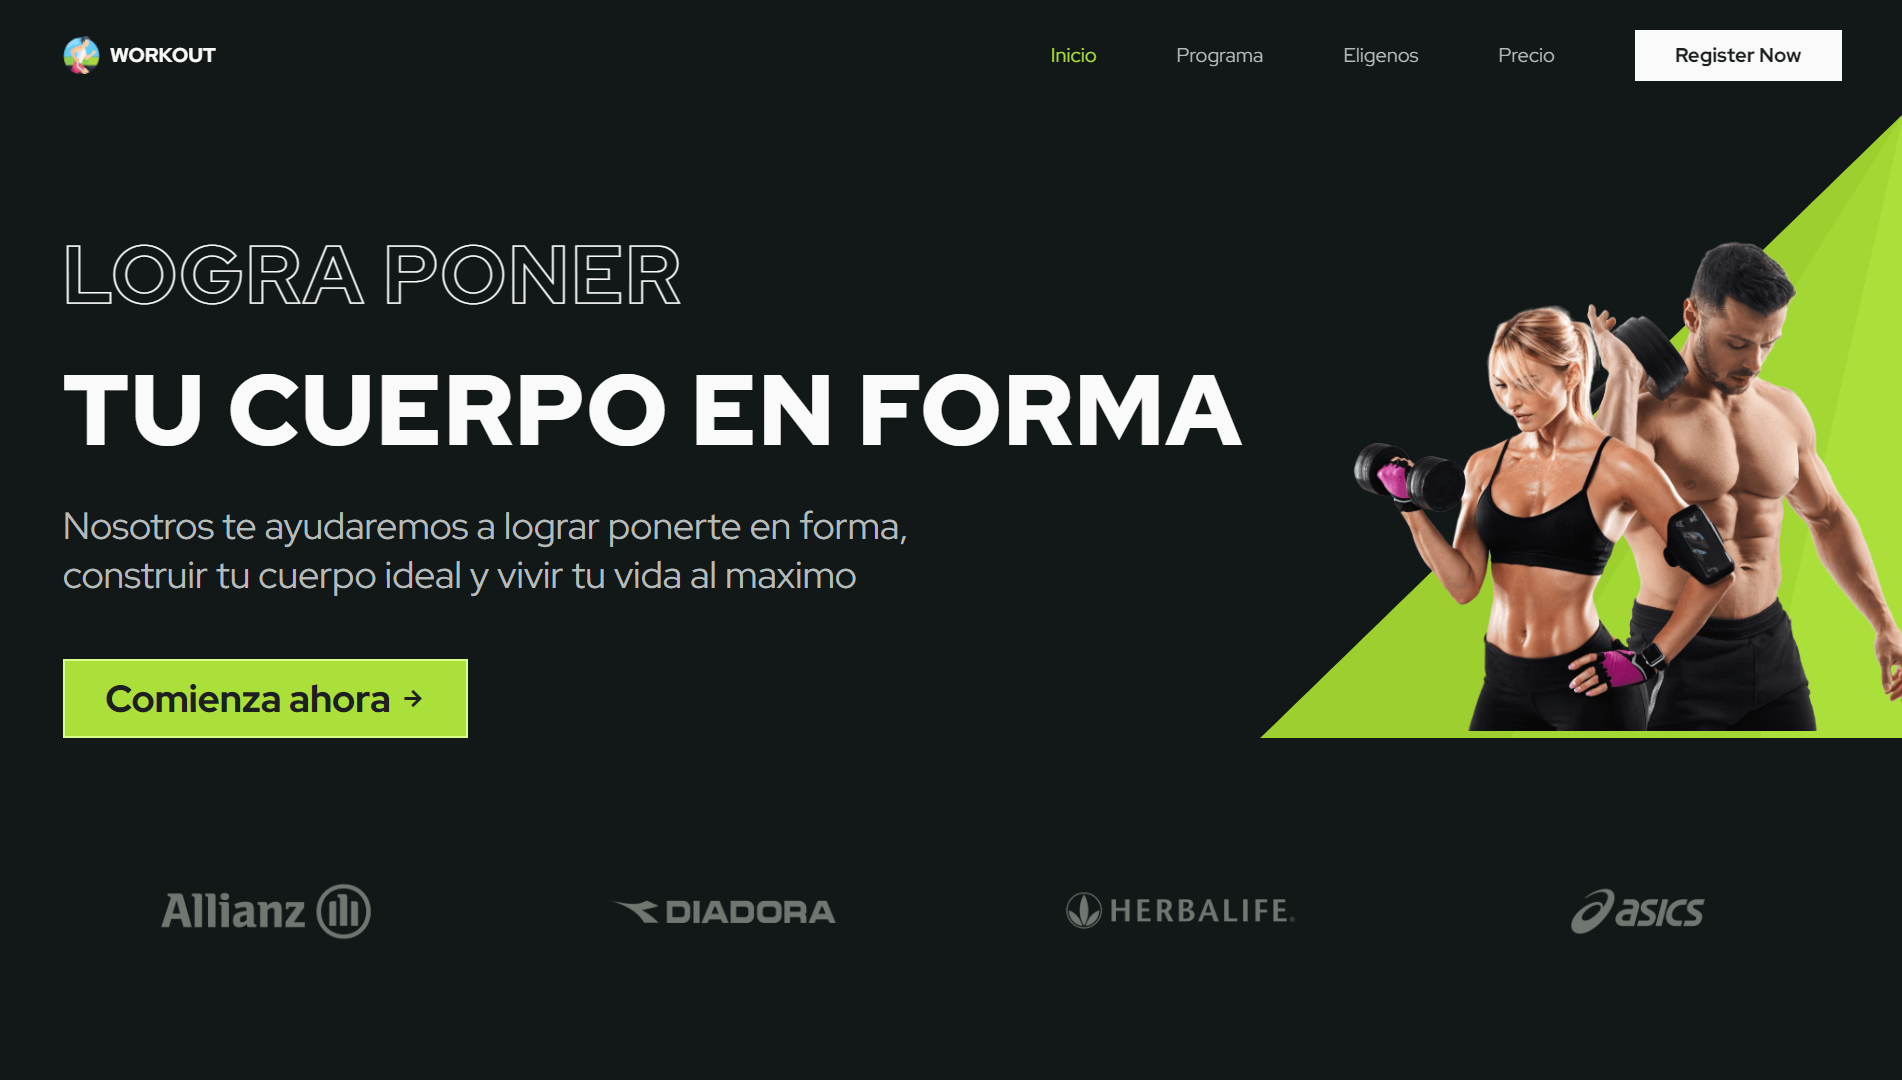 WORKOUT
Inicio
Programa
Eligenos
Precio
Register Now
LOGRA PONER
TU CUERPO EN FORMA
Nosotros te ayudaremos a lograr ponerte en forma,
construir tu cuerpo ideal y vivir tu vida al maximo
Comienza ahora →
Allianz
DIADORA
HERBALIFE.
asics